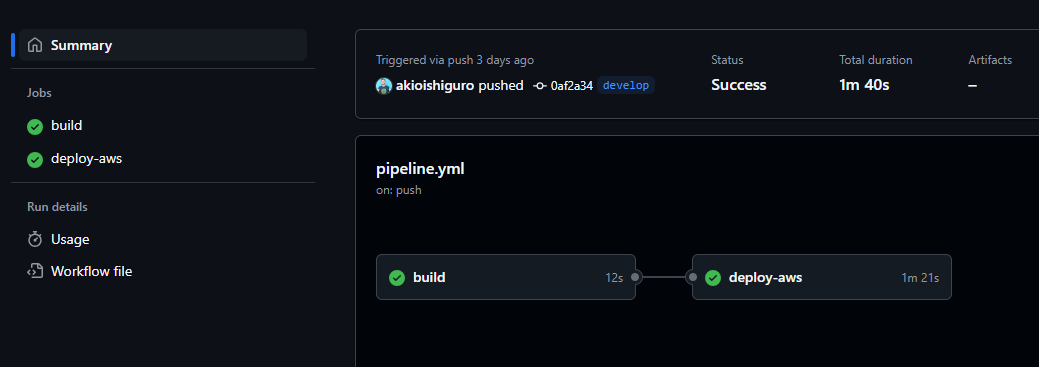 Summary
Jobs
build
deploy-aws
Run details
Usage
Workflow file
Triggered via push 3 days ago
akioishiguro pushed 0af2a34 develop
Status
Success
Total duration
1m 40s
Artifacts
–
pipeline.yml
on: push
build 12s
deploy-aws 1m 21s